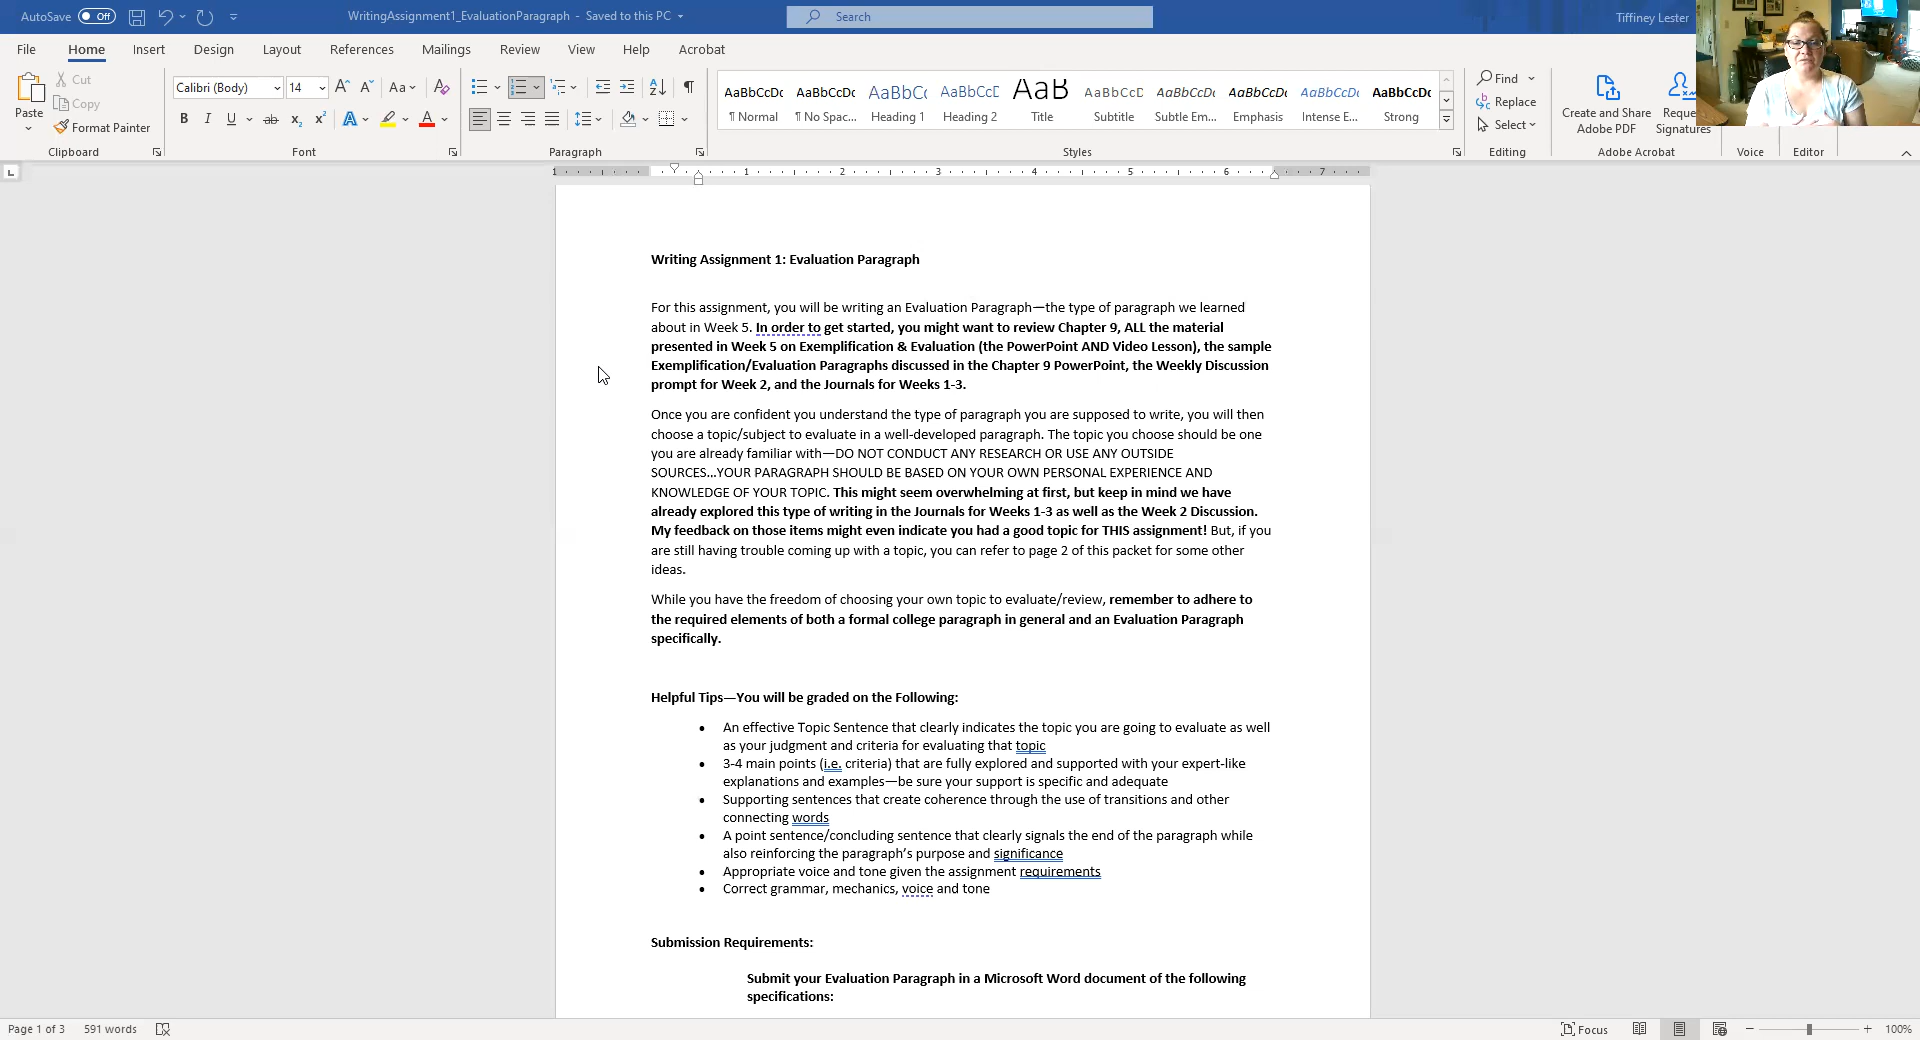 AutoSave Off WritingAssignment1_EvaluationParagraph - Saved to this PC Search Tiffiney Lester
File Home Insert Design Layout References Mailings Review View Help Acrobat
Paste Cut Copy Format Painter
Calibri (Body) 14 Aa
B I U ab x₂ x² A A
AaBbCcDc AaBbCcDc AaBbCc AaBbCcD AaB AaBbCcD AaBbCcDc AaBbCcDc AaBbCcDc AaBbCcDc
¶ Normal ¶ No Spac... Heading 1 Heading 2 Title Subtitle Subtle Em... Emphasis Intense E... Strong
Find Replace Select
Create and Share Adobe PDF
Signatures
Clipboard Font Paragraph Styles Editing Adobe Acrobat Voice Editor
1 1 2 3 4 5 6 7
Writing Assignment 1: Evaluation Paragraph
For this assignment, you will be writing an Evaluation Paragraph—the type of paragraph we learned
about in Week 5. In order to get started, you might want to review Chapter 9, ALL the material
presented in Week 5 on Exemplification & Evaluation (the PowerPoint AND Video Lesson), the sample
Exemplification/Evaluation Paragraphs discussed in the Chapter 9 PowerPoint, the Weekly Discussion
prompt for Week 2, and the Journals for Weeks 1-3.
Once you are confident you understand the type of paragraph you are supposed to write, you will then
choose a topic/subject to evaluate in a well-developed paragraph. The topic you choose should be one
you are already familiar with—DO NOT CONDUCT ANY RESEARCH OR USE ANY OUTSIDE
SOURCES...YOUR PARAGRAPH SHOULD BE BASED ON YOUR OWN PERSONAL EXPERIENCE AND
KNOWLEDGE OF YOUR TOPIC. This might seem overwhelming at first, but keep in mind we have
already explored this type of writing in the Journals for Weeks 1-3 as well as the Week 2 Discussion.
My feedback on those items might even indicate you had a good topic for THIS assignment! But, if you
are still having trouble coming up with a topic, you can refer to page 2 of this packet for some other
ideas.
While you have the freedom of choosing your own topic to evaluate/review, remember to adhere to
the required elements of both a formal college paragraph in general and an Evaluation Paragraph
specifically.
Helpful Tips—You will be graded on the Following:
• An effective Topic Sentence that clearly indicates the topic you are going to evaluate as well
as your judgment and criteria for evaluating that topic
• 3-4 main points (i.e. criteria) that are fully explored and supported with your expert-like
explanations and examples—be sure your support is specific and adequate
• Supporting sentences that create coherence through the use of transitions and other
connecting words
• A point sentence/concluding sentence that clearly signals the end of the paragraph while
also reinforcing the paragraph's purpose and significance
• Appropriate voice and tone given the assignment requirements
• Correct grammar, mechanics, voice and tone
Submission Requirements:
Submit your Evaluation Paragraph in a Microsoft Word document of the following
specifications:
Page 1 of 3 591 words Focus 100%